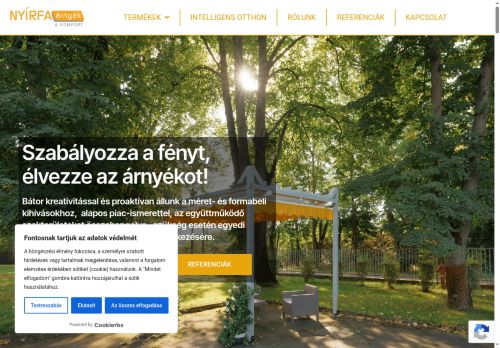 NYÍRFA árnyék
A KOMFORT
TERMÉKEK INTELLIGENS OTTHON RÓLUNK REFERENCIÁK KAPCSOLAT
Szabályozza a fényt,
élvezze az árnyékot!
Bátor kreativitással és proaktívan állunk a méret- és formabeli
kihívásokhoz, alapos piac-ismerettel, az együttműködő
esetén egyedi
REFERENCIÁK
Fontosnak tartjuk az adatok védelmét
A böngészési élmény fokozása, a személyre szabott
hirdetések vagy tartalmak megjelenítése, valamint a forgalom
elemzése érdekében sütiket (cookie) használunk. A "Mindet
elfogadom" gombra kattintva hozzájárulhat a sütik
használatához.
Testreszabás Elutasít Az összes elfogadása
Powered by CookieYes